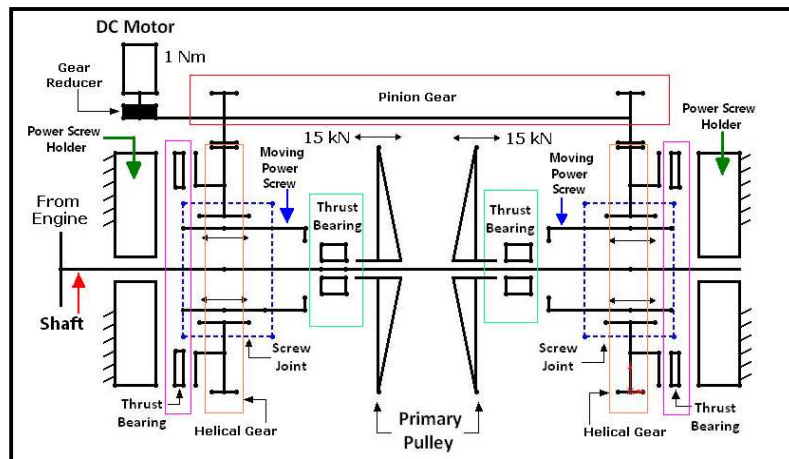 DC Motor
1 Nm
Gear
Reducer
Pinion Gear
Power Screw
Holder
Power Screw
Holder
15 kN
15 kN
Moving
Power
Screw
Moving
Power
Screw
From
Engine
Thrust
Bearing
Thrust
Bearing
Shaft
Screw
Joint
Screw
Joint
Thrust
Bearing
Thrust
Bearing
Primary
Pulley
Helical Gear
Helical Gear